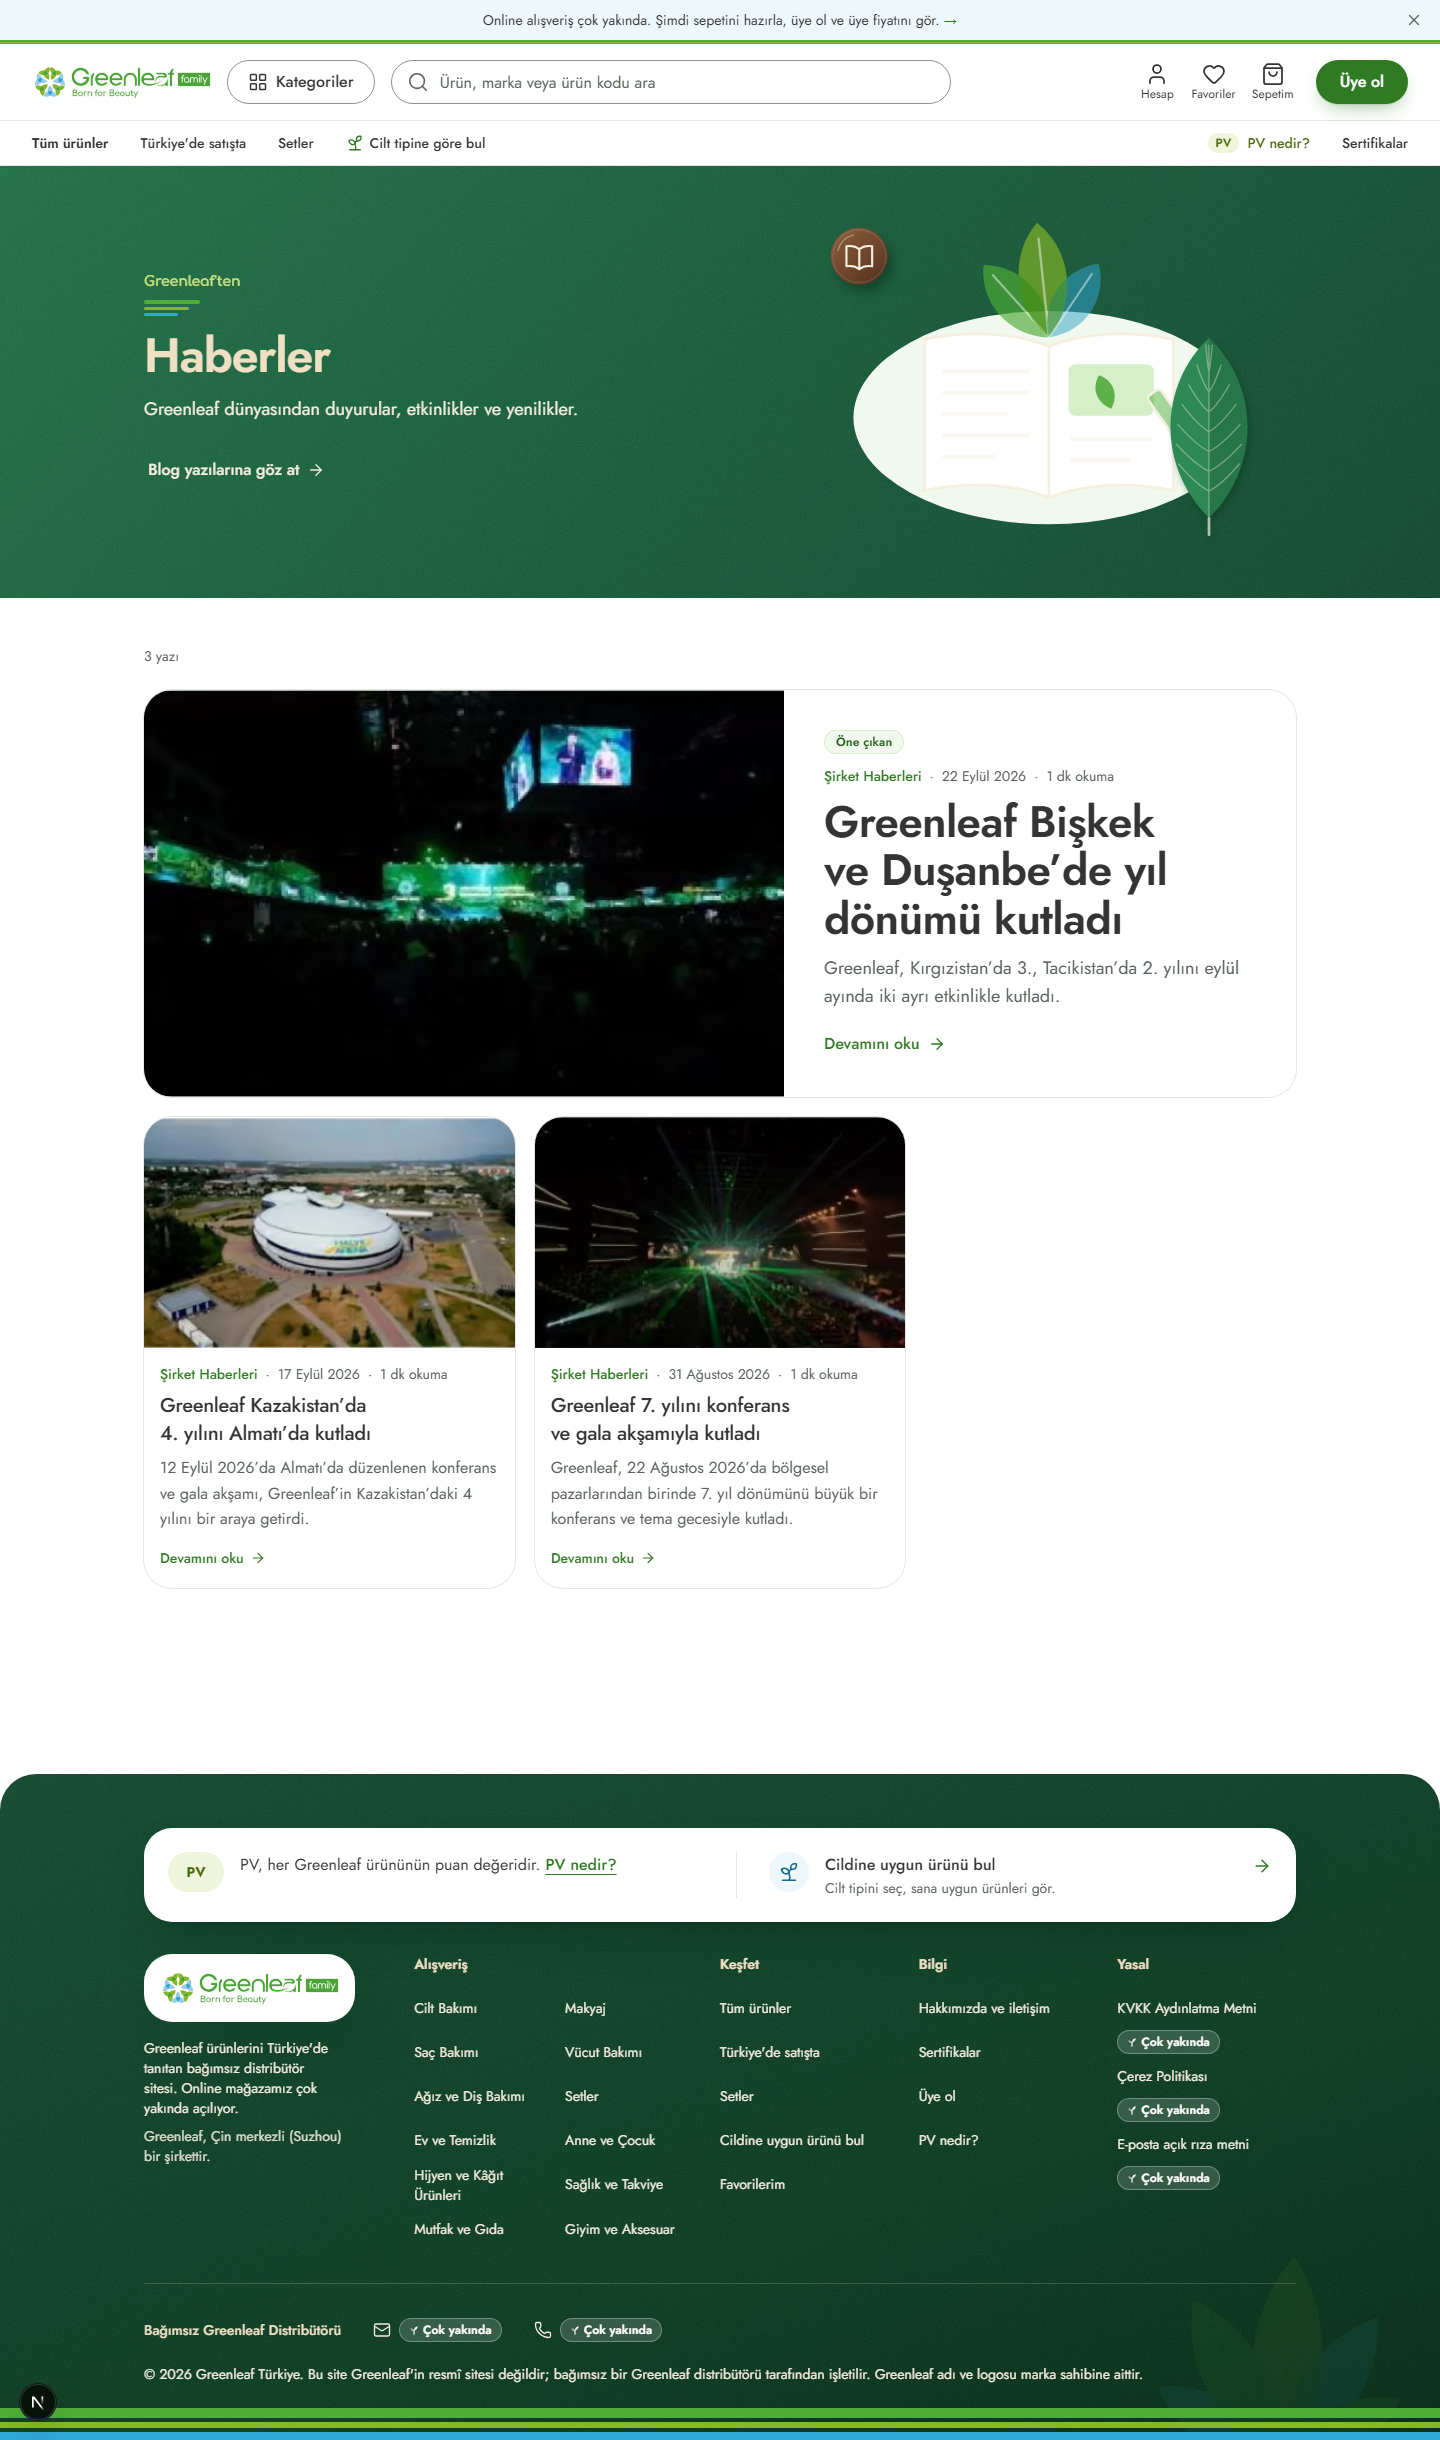 Online alışveriş çok yakında. Şimdi sepetini hazırla, üye ol ve üye fiyatını gör. →
Greenleaf family
Born for Beauty
Kategoriler
Ürün, marka veya ürün kodu ara
Hesap
Favoriler
Sepetim
Üye ol
Tüm ürünler
Türkiye'de satışta
Setler
Cilt tipine göre bul
PV
PV nedir?
Sertifikalar
Greenleaf'ten
Haberler
Greenleaf dünyasından duyurular, etkinlikler ve yenilikler.
Blog yazılarına göz at
3 yazı
Öne çıkan
Şirket Haberleri · 22 Eylül 2026 · 1 dk okuma
Greenleaf Bişkek
ve Duşanbe’de yıl
dönümü kutladı
Greenleaf, Kırgızistan’da 3., Tacikistan’da 2. yılını eylül
ayında iki ayrı etkinlikle kutladı.
Devamını oku
HALYK
ARENA
Şirket Haberleri · 17 Eylül 2026 · 1 dk okuma
Greenleaf Kazakistan’da
4. yılını Almatı’da kutladı
12 Eylül 2026’da Almatı’da düzenlenen konferans
ve gala akşamı, Greenleaf’in Kazakistan’daki 4
yılını bir araya getirdi.
Devamını oku
Şirket Haberleri · 31 Ağustos 2026 · 1 dk okuma
Greenleaf 7. yılını konferans
ve gala akşamıyla kutladı
Greenleaf, 22 Ağustos 2026’da bölgesel
pazarlarından birinde 7. yıl dönümünü büyük bir
konferans ve tema gecesiyle kutladı.
Devamını oku
PV
PV, her Greenleaf ürününün puan değeridir. PV nedir?
Cildine uygun ürünü bul
Cilt tipini seç, sana uygun ürünleri gör.
Greenleaf family
Born for Beauty
Greenleaf ürünlerini Türkiye'de
tanıtan bağımsız distribütör
sitesi. Online mağazamız çok
yakında açılıyor.
Greenleaf, Çin merkezli (Suzhou)
bir şirkettir.
Alışveriş
Cilt Bakımı
Saç Bakımı
Ağız ve Diş Bakımı
Ev ve Temizlik
Hijyen ve Kâğıt
Ürünleri
Mutfak ve Gıda
Makyaj
Vücut Bakımı
Setler
Anne ve Çocuk
Sağlık ve Takviye
Giyim ve Aksesuar
Keşfet
Tüm ürünler
Türkiye'de satışta
Setler
Cildine uygun ürünü bul
Favorilerim
Bilgi
Hakkımızda ve iletişim
Sertifikalar
Üye ol
PV nedir?
Yasal
KVKK Aydınlatma Metni
Çok yakında
Çerez Politikası
Çok yakında
E-posta açık rıza metni
Çok yakında
Bağımsız Greenleaf Distribütörü
Çok yakında
Çok yakında
© 2026 Greenleaf Türkiye. Bu site Greenleaf'in resmî sitesi değildir; bağımsız bir Greenleaf distribütörü tarafından işletilir. Greenleaf adı ve logosu marka sahibine aittir.
N